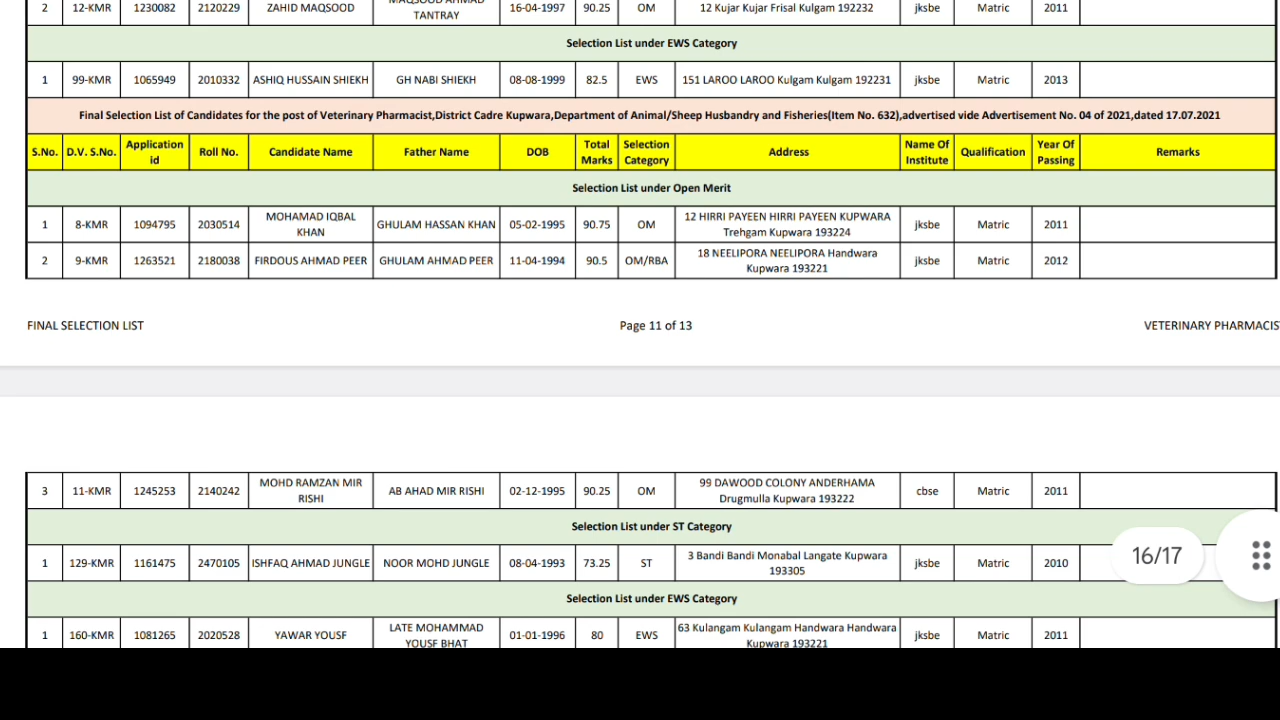 2 12-KMR 1230082 2120229 ZAHID MAQSOOD MAQSOOD AHMAD TANTRAY 16-04-1997 90.25 OM 12 Kujar Kujar Frisal Kulgam 192232 jksbe Matric 2011
Selection List under EWS Category
1 99-KMR 1065949 2010332 ASHIQ HUSSAIN SHIEKH GH NABI SHIEKH 08-08-1999 82.5 EWS 151 LAROO LAROO Kulgam Kulgam 192231 jksbe Matric 2013
Final Selection List of Candidates for the post of Veterinary Pharmacist,District Cadre Kupwara,Department of Animal/Sheep Husbandry and Fisheries(Item No. 632),advertised vide Advertisement No. 04 of 2021,dated 17.07.2021
S.No. D.V. S.No. Application id Roll No. Candidate Name Father Name DOB Total Marks Selection Category Address Name Of Institute Qualification Year Of Passing Remarks
Selection List under Open Merit
1 8-KMR 1094795 2030514 MOHAMAD IQBAL KHAN GHULAM HASSAN KHAN 05-02-1995 90.75 OM 12 HIRRI PAYEEN HIRRI PAYEEN KUPWARA Trehgam Kupwara 193224 jksbe Matric 2011
2 9-KMR 1263521 2180038 FIRDOUS AHMAD PEER GHULAM AHMAD PEER 11-04-1994 90.5 OM/RBA 18 NEELIPORA NEELIPORA Handwara Kupwara 193221 jksbe Matric 2012
FINAL SELECTION LIST Page 11 of 13 VETERINARY PHARMACIS
3 11-KMR 1245253 2140242 MOHD RAMZAN MIR RISHI AB AHAD MIR RISHI 02-12-1995 90.25 OM 99 DAWOOD COLONY ANDERHAMA Drugmulla Kupwara 193222 cbse Matric 2011
Selection List under ST Category
1 129-KMR 1161475 2470105 ISHFAQ AHMAD JUNGLE NOOR MOHD JUNGLE 08-04-1993 73.25 ST 3 Bandi Bandi Monabal Langate Kupwara 193305 jksbe Matric 2010
16/17
Selection List under EWS Category
1 160-KMR 1081265 2020528 YAWAR YOUSF LATE MOHAMMAD YOUSF BHAT 01-01-1996 80 EWS 63 Kulangam Kulangam Handwara Handwara Kupwara 193221 jksbe Matric 2011